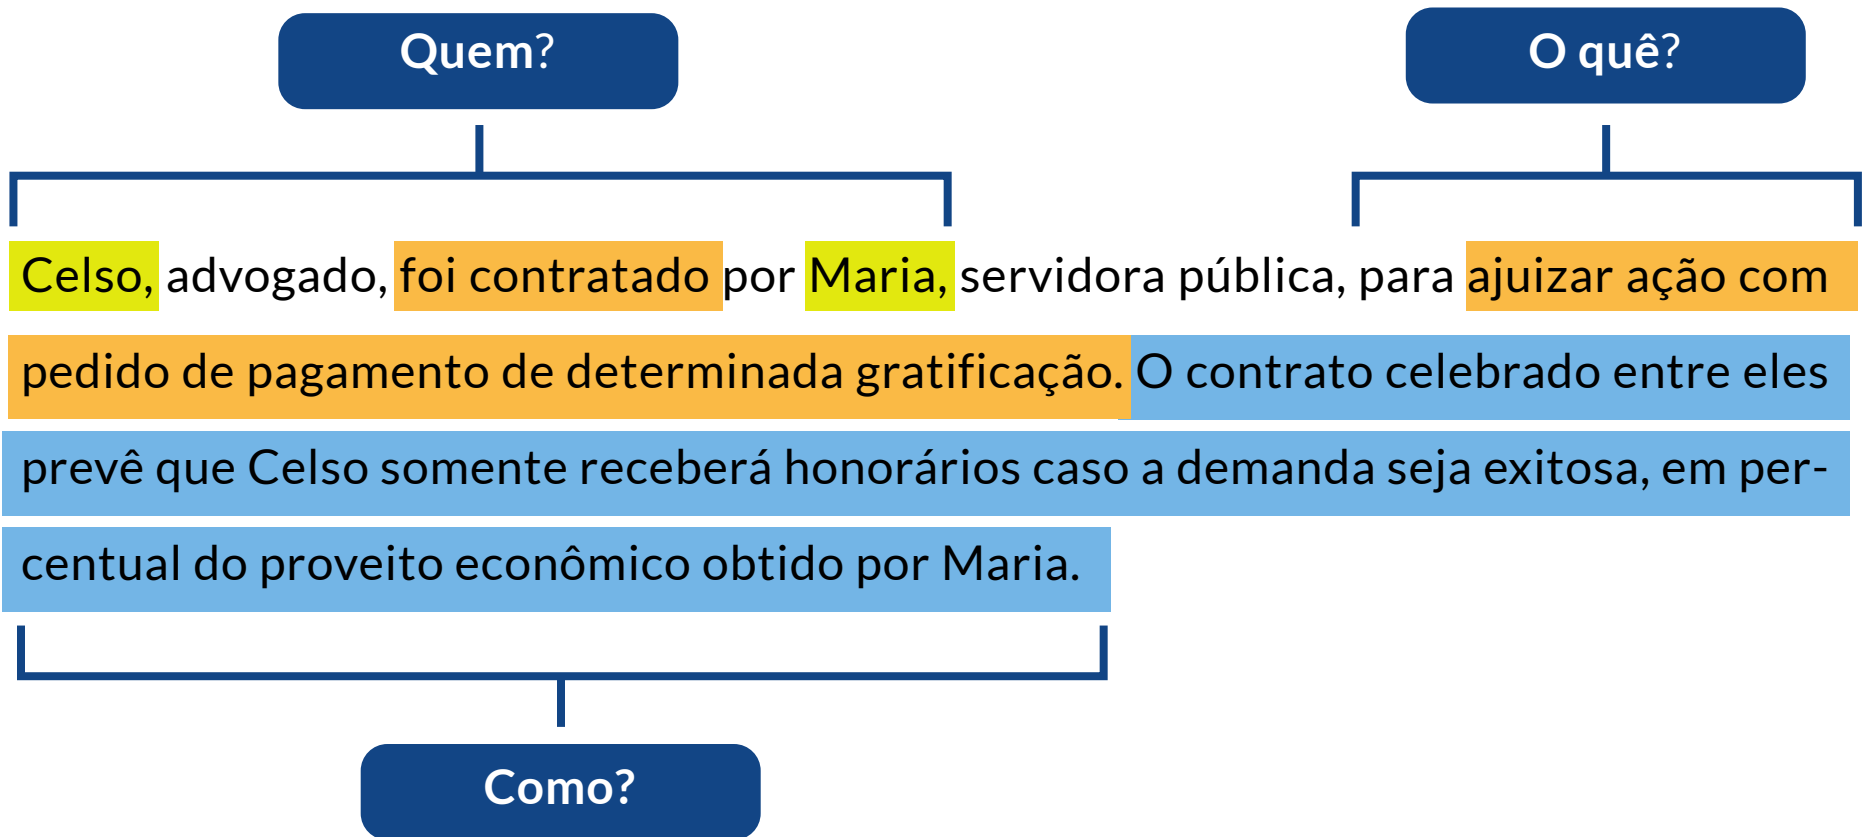 Quem?
O quê?
Celso, advogado, foi contratado por Maria, servidora pública, para ajuizar ação com
pedido de pagamento de determinada gratificação. O contrato celebrado entre eles
prevê que Celso somente receberá honorários caso a demanda seja exitosa, em per-
centual do proveito econômico obtido por Maria.
Como?